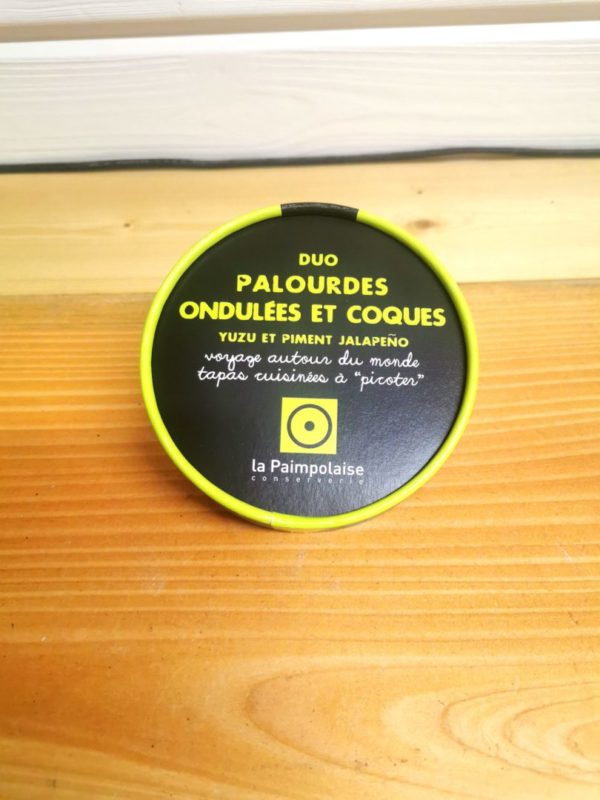 DUO
PALOURDES
ONDULÉES ET COQUES
YUZU ET PIMENT JALAPEÑO
voyage autour du monde
tapas cuisinées à "picoter"
la Paimpolaise
conserverie